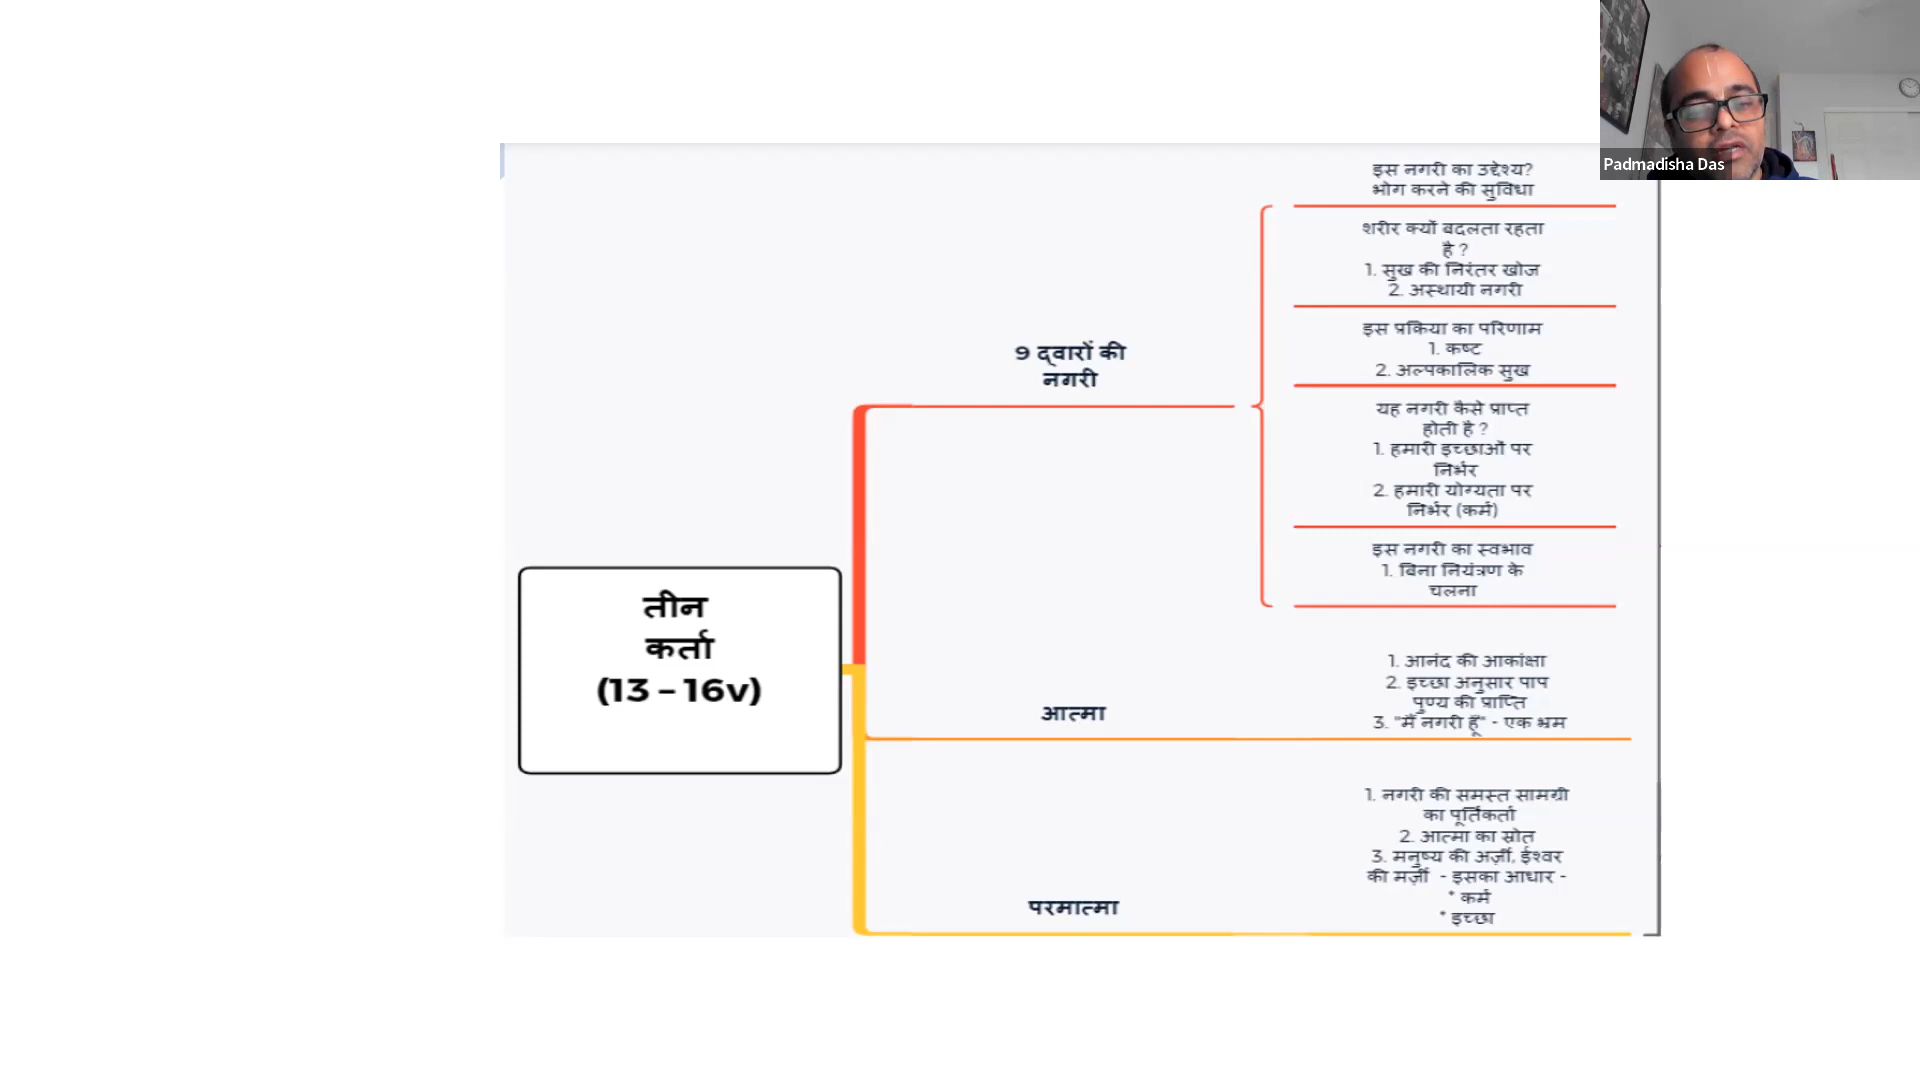 Padmadisha Das
तीन
कर्ता
(13 – 16v)
9 द्वारों की
नगरी
इस नगरी का उद्देश्य?
भोग करने की सुविधा
शरीर क्यों बदलता रहता
है ?
1. सुख की निरंतर खोज
2. अस्थायी नगरी
इस प्रकिया का परिणाम
1. कष्ट
2. अल्पकालिक सुख
यह नगरी कैसे प्राप्त
होती है ?
1. हमारी इच्छाओं पर
निर्भर
2. हमारी योग्यता पर
निर्भर (कर्म)
इस नगरी का स्वभाव
1. बिना नियंत्रण के
चलना
आत्मा
1. आनंद की आकांक्षा
2. इच्छा अनुसार पाप
पुण्य की प्राप्ति
3. "मैं नगरी हूँ" - एक भ्रम
परमात्मा
1. नगरी की समस्त सामग्री
का पूर्तिकर्ता
2. आत्मा का स्रोत
3. मनुष्य की अर्ज़ी, ईश्वर
की मर्ज़ी - इसका आधार -
* कर्म
* इच्छा